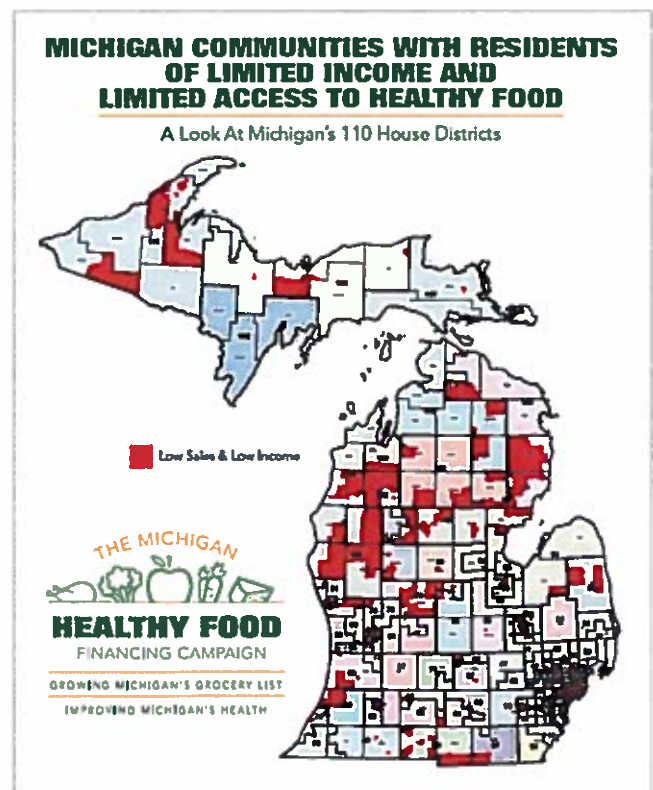 MICHIGAN COMMUNITIES WITH RESIDENTS
OF LIMITED INCOME AND
LIMITED ACCESS TO HEALTHY FOOD
A Look At Michigan's 110 House Districts
Low Sales & Low Income
THE MICHIGAN
HEALTHY FOOD
FINANCING CAMPAIGN
GROWING MICHIGAN'S GROCERY LIST
IMPROVING MICHIGAN'S HEALTH